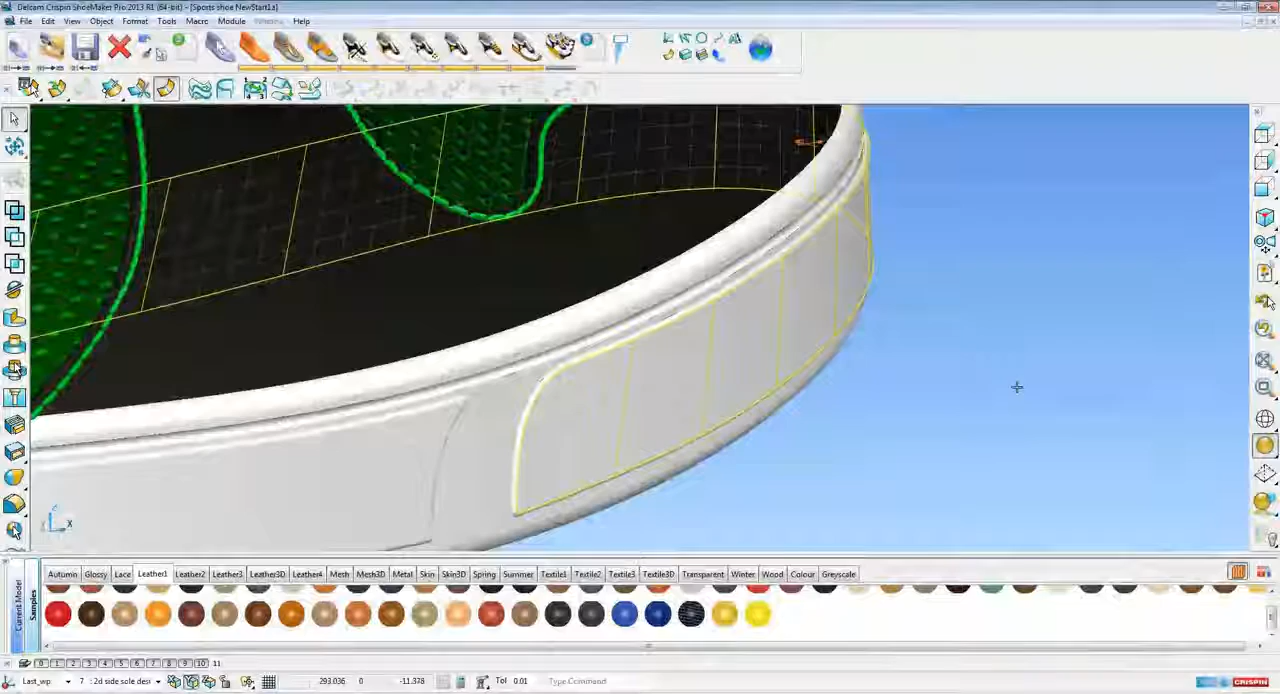 Delcam Crispin ShoeMaker Pro 2013 R1 (64-bit) - [Sports shoe NewStart1a]
File Edit View Object Format Tools Macro Module Window Help
X
Autumn Glossy Lace Leather1 Leather2 Leather3 Leather3D Leather4 Mesh Mesh3D Metal Skin Skin3D Spring Summer Textile1 Textile2 Textile3 Textile3D Transparent Winter Wood Colour Greyscale
Current Model
Samples
0 1 2 3 4 5 6 7 8 9 10 11
Last_wp 7 : 2d side sole desi 293.036 0 -11.378 Tol 0.01 Type Command CRISPIN